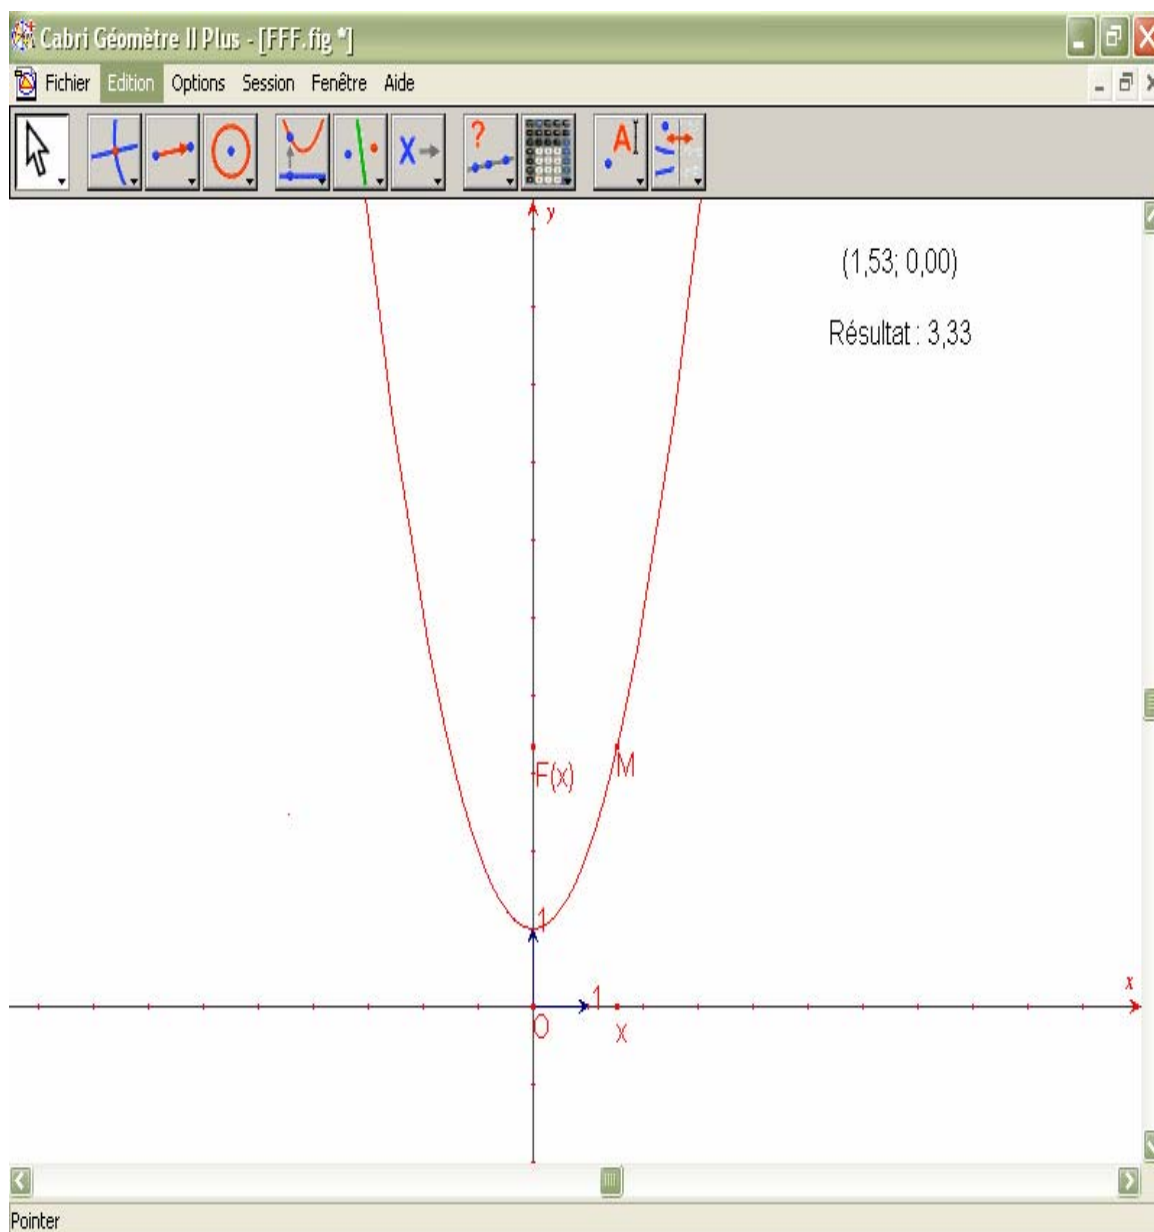 Cabri Géomètre II Plus - [FFF.fig *]
Fichier Edition Options Session Fenêtre Aide
? A X
y
(1,53; 0,00)
Résultat : 3,33
F(x) M
1
1 x
O x
Pointer